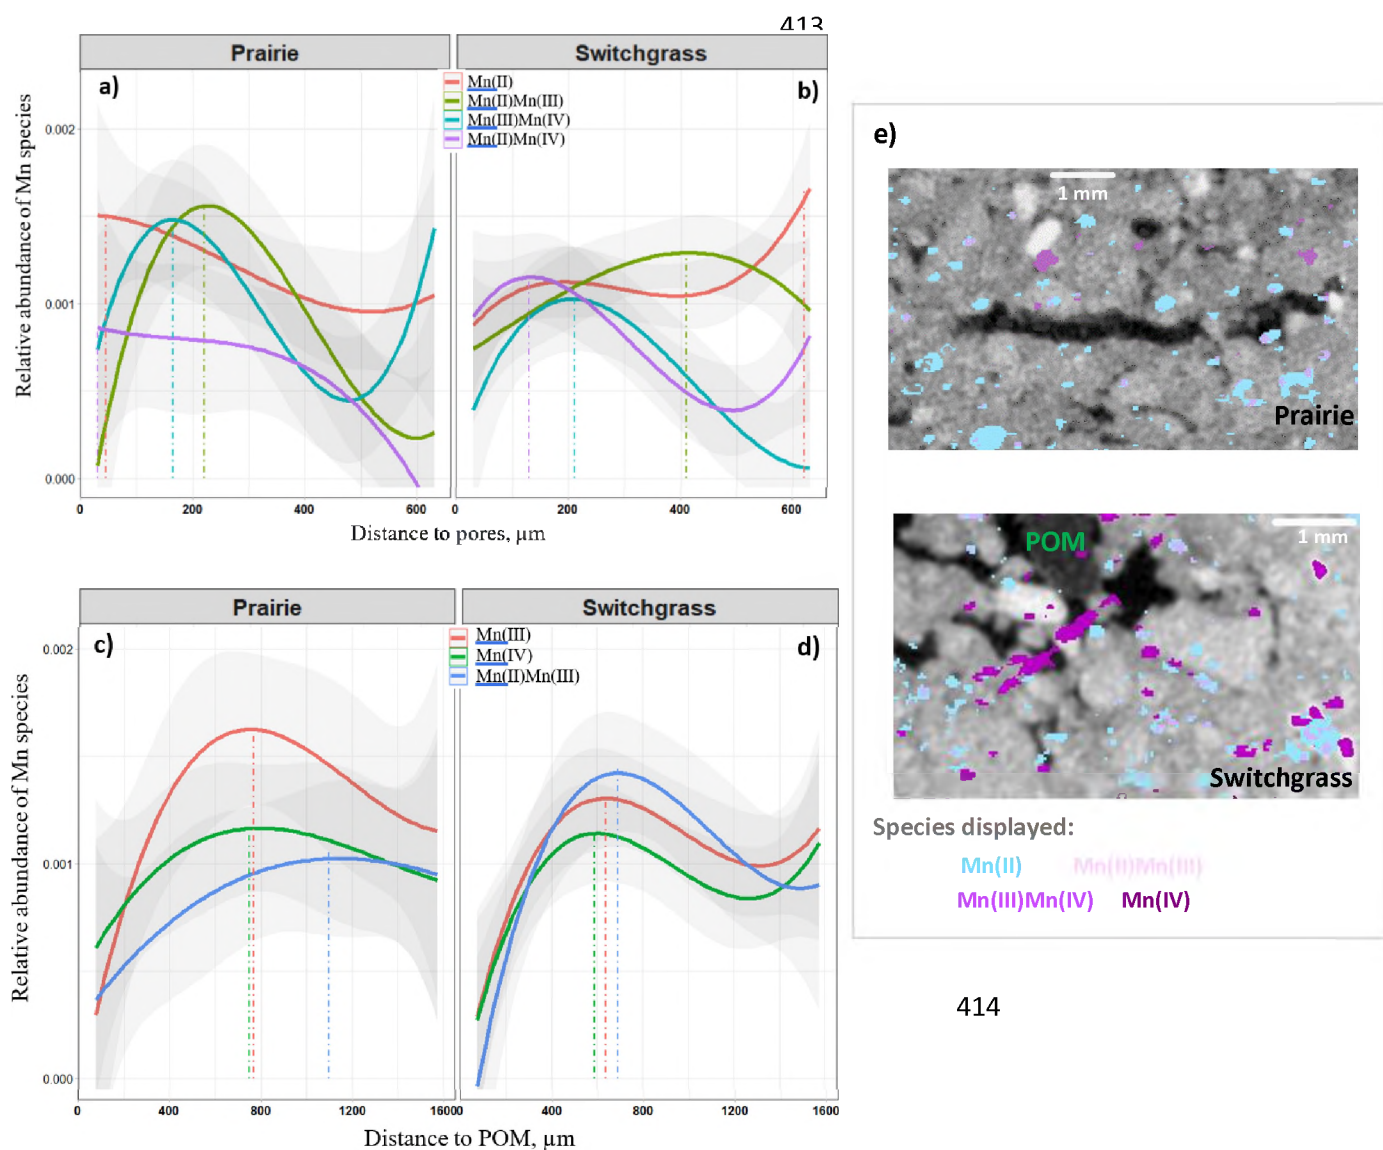 413
Prairie
Switchgrass
a)
b)
Mn(II)
Mn(II)Mn(III)
Mn(III)Mn(IV)
Mn(II)Mn(IV)
Relative abundance of Mn species
0.002
0.001
0.000
0
200
400
600
200
400
600
Distance to pores, µm
Prairie
Switchgrass
c)
d)
Mn(III)
Mn(IV)
Mn(II)Mn(III)
Relative abundance of Mn species
0.002
0.001
0.000
0
400
800
1200
16000
400
800
1200
1600
Distance to POM, µm
e)
1 mm
Prairie
POM
1 mm
Switchgrass
Species displayed:
Mn(II) Mn(II)Mn(III)
Mn(III)Mn(IV) Mn(IV)
414